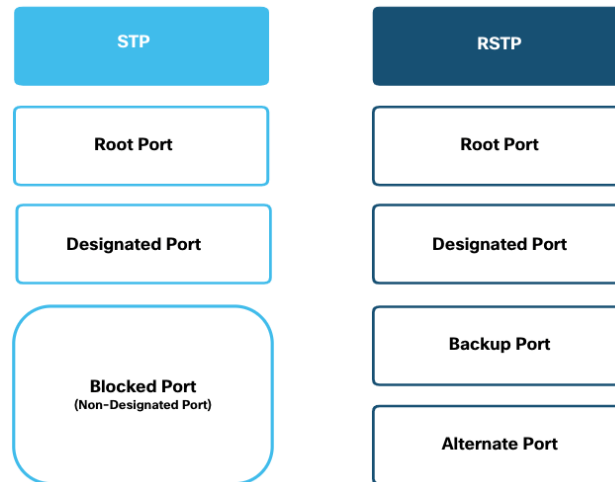 STP
Root Port
Designated Port
Blocked Port
(Non-Designated Port)
RSTP
Root Port
Designated Port
Backup Port
Alternate Port